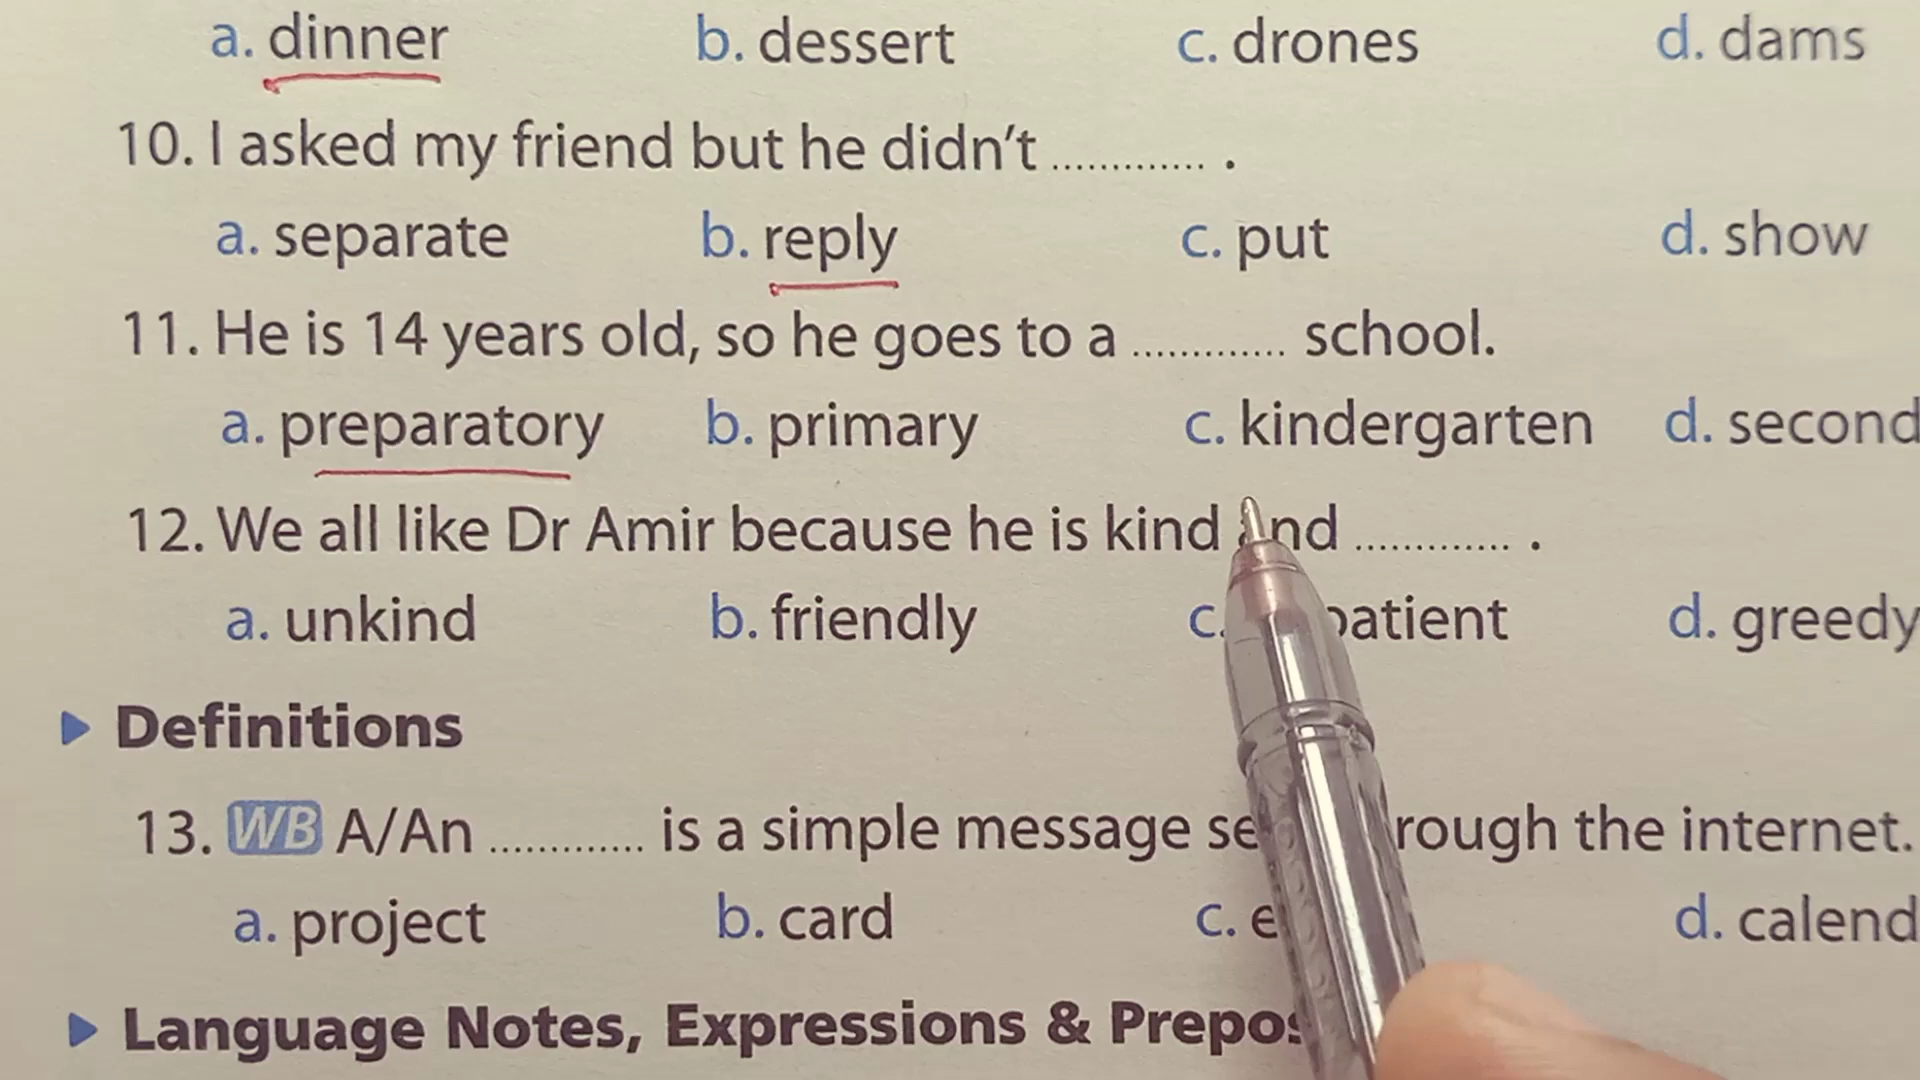 a. dinner b. dessert c. drones d. dams
10. I asked my friend but he didn't ............. .
a. separate b. reply c. put d. show
11. He is 14 years old, so he goes to a ............. school.
a. preparatory b. primary c. kindergarten d. second
12. We all like Dr Amir because he is kind and ............. .
a. unkind b. friendly c. patient d. greedy
▶ Definitions
13. WB A/An ............. is a simple message the internet.
a. project b. card c. d.
▶ Language Notes, Expressions &